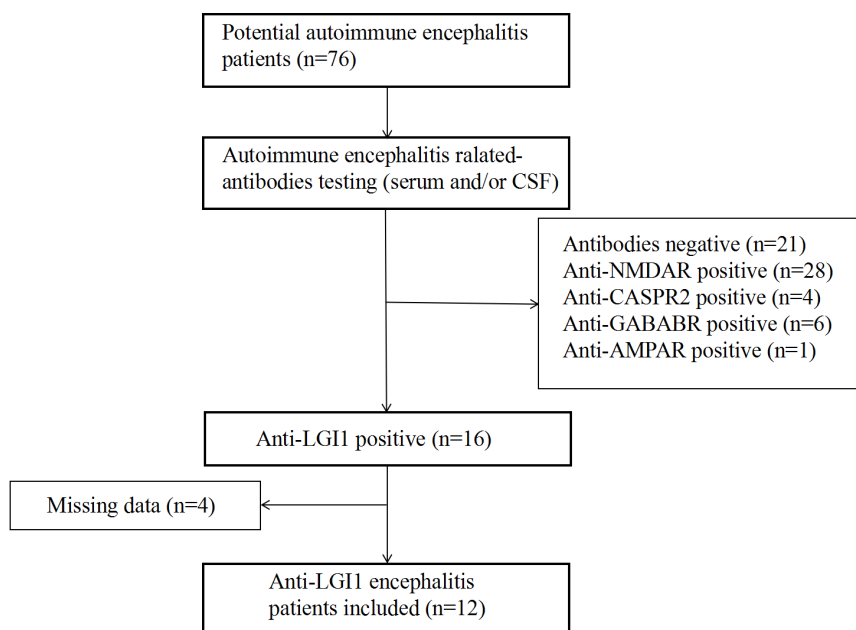 Potential autoimmune encephalitis
patients (n=76)
Autoimmune encephalitis ralated-
antibodies testing (serum and/or CSF)
Antibodies negative (n=21)
Anti-NMDAR positive (n=28)
Anti-CASPR2 positive (n=4)
Anti-GABABR positive (n=6)
Anti-AMPAR positive (n=1)
Anti-LGI1 positive (n=16)
Missing data (n=4)
Anti-LGI1 encephalitis
patients included (n=12)